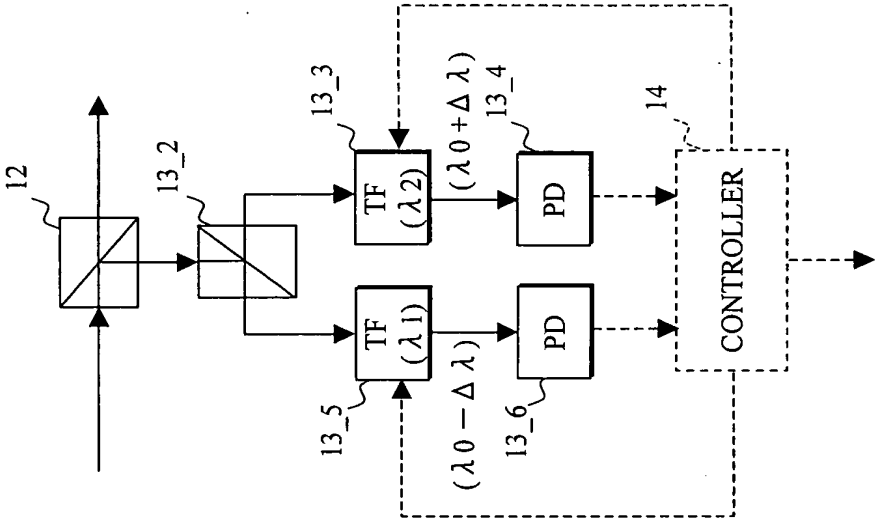 12
13_2
13_3
TF
(λ2)
(λ0+Δλ)
13_4
PD
14
13_5
TF
(λ1)
(λ0−Δλ)
13_6
PD
CONTROLLER